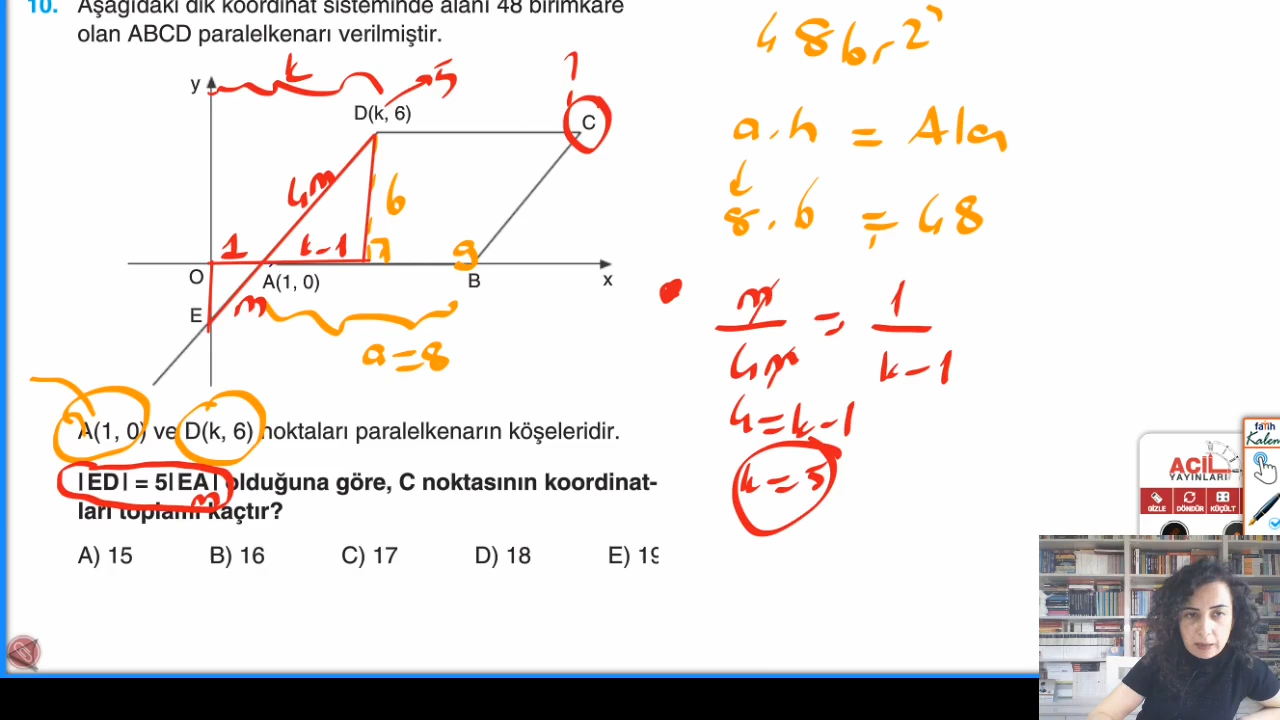 10. Aşağıdaki dik koordinat sisteminde alanı 48 birimkare
olan ABCD paralelkenarı verilmiştir.
48br2
k
5
y
D(k, 6)
C
a.h = Alan
4m
6
8.6 = 48
1
k-1
7
9
O
A(1, 0)
B
x
E
m
a=8
m/4m = 1/k-1
4=k-1
k=5
A(1, 0) ve D(k, 6) noktaları paralelkenarın köşeleridir.
|ED| = 5|EA| olduğuna göre, C noktasının koordinat-
m
ları toplamı kaçtır?
A) 15 B) 16 C) 17 D) 18 E) 19
fatih
Kalem
ACİL
YAYINLARI
GİZLE DÖNDÜR KÜÇÜLT